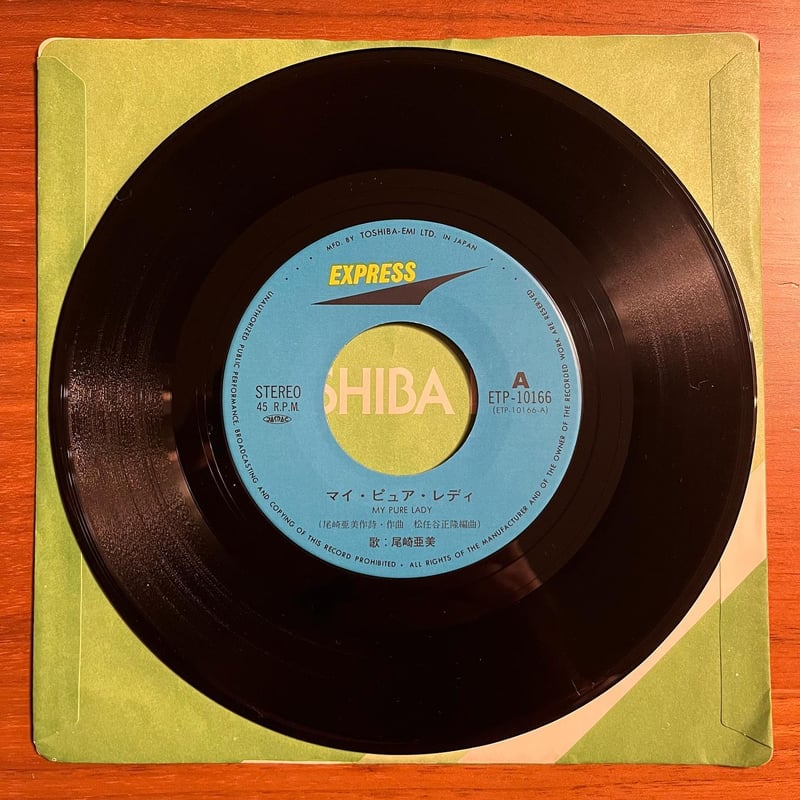 MFD. BY TOSHIBA-EMI LTD. IN JAPAN
EXPRESS
STEREO
45 R.P.M.
JASRAC
A
ETP-10166
(ETP-10166-A)
SHIBA
マイ・ピュア・レディ
MY PURE LADY
(尾崎亜美作詩・作曲 松任谷正隆編曲)
歌:尾崎亜美
UNAUTHORIZED PUBLIC PERFORMANCE, BROADCASTING AND COPYING OF THIS RECORD PROHIBITED • ALL RIGHTS OF THE MANUFACTURER AND OF THE OWNER OF THE RECORDED WORK ARE RESERVED